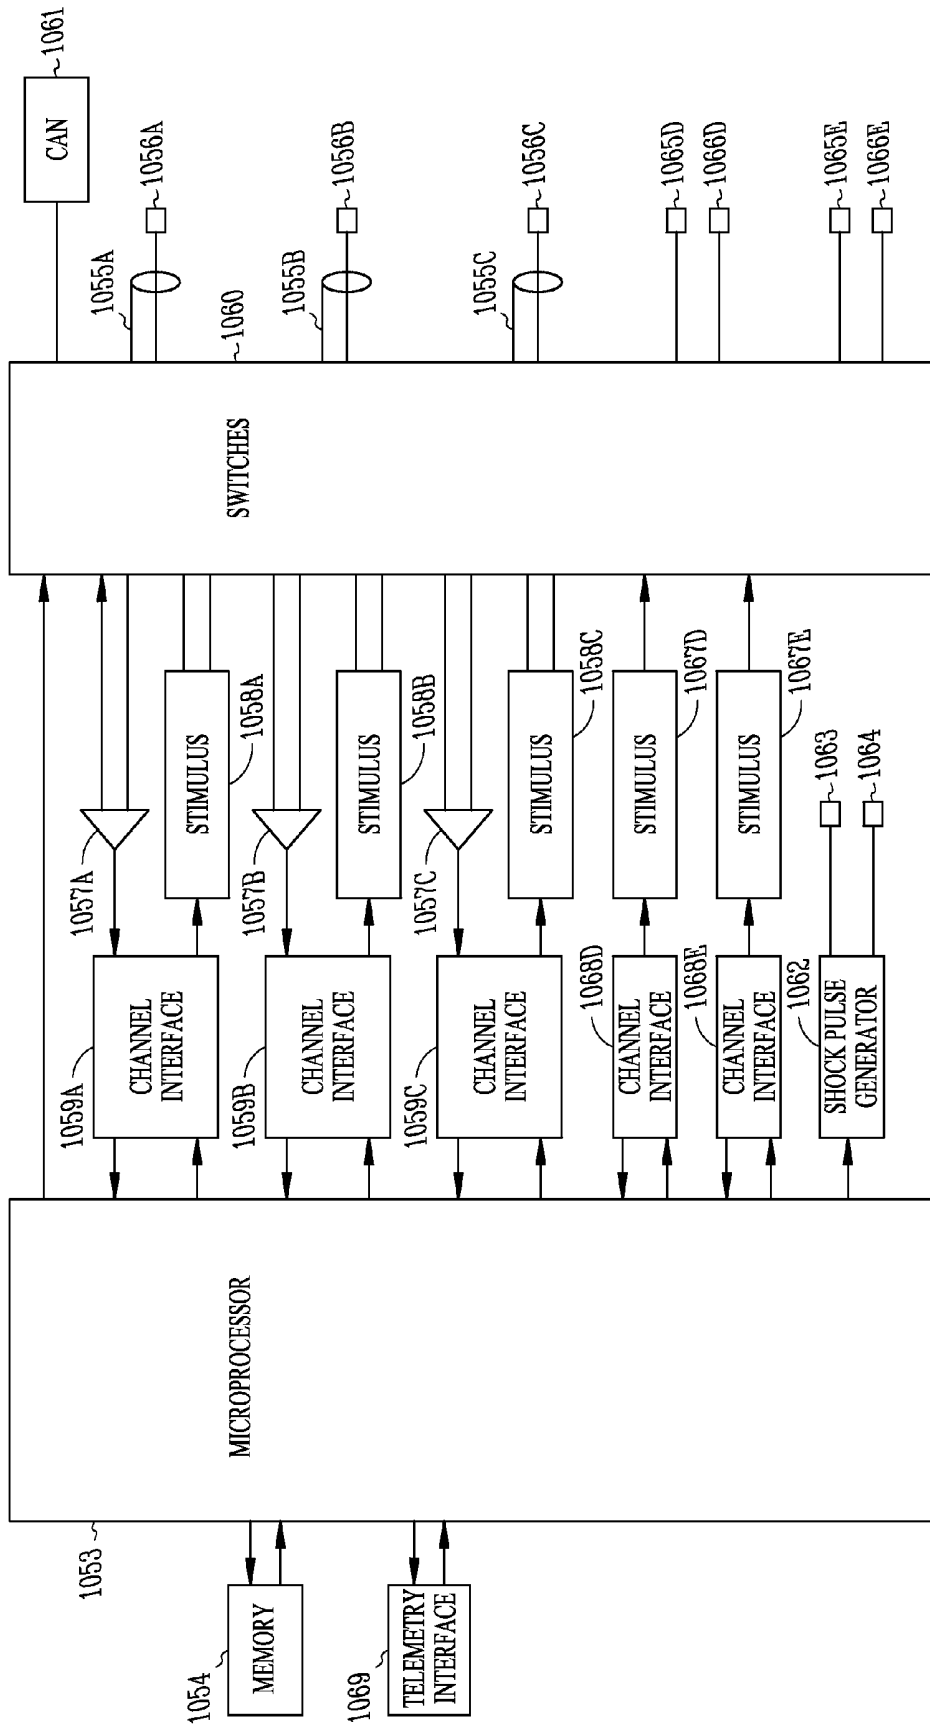 1053
MICROPROCESSOR
1054
MEMORY
1069
TELEMETRY
INTERFACE
1059A
CHANNEL
INTERFACE
1057A
STIMULUS
1058A
1059B
CHANNEL
INTERFACE
1057B
STIMULUS
1058B
1059C
CHANNEL
INTERFACE
1057C
STIMULUS
1058C
1068D
CHANNEL
INTERFACE
STIMULUS
1067D
1068E
CHANNEL
INTERFACE
STIMULUS
1067E
1062
SHOCK PULSE
GENERATOR
1063
1064
SWITCHES
1060
CAN
1061
1055A
1056A
1055B
1056B
1055C
1056C
1065D
1066D
1065E
1066E